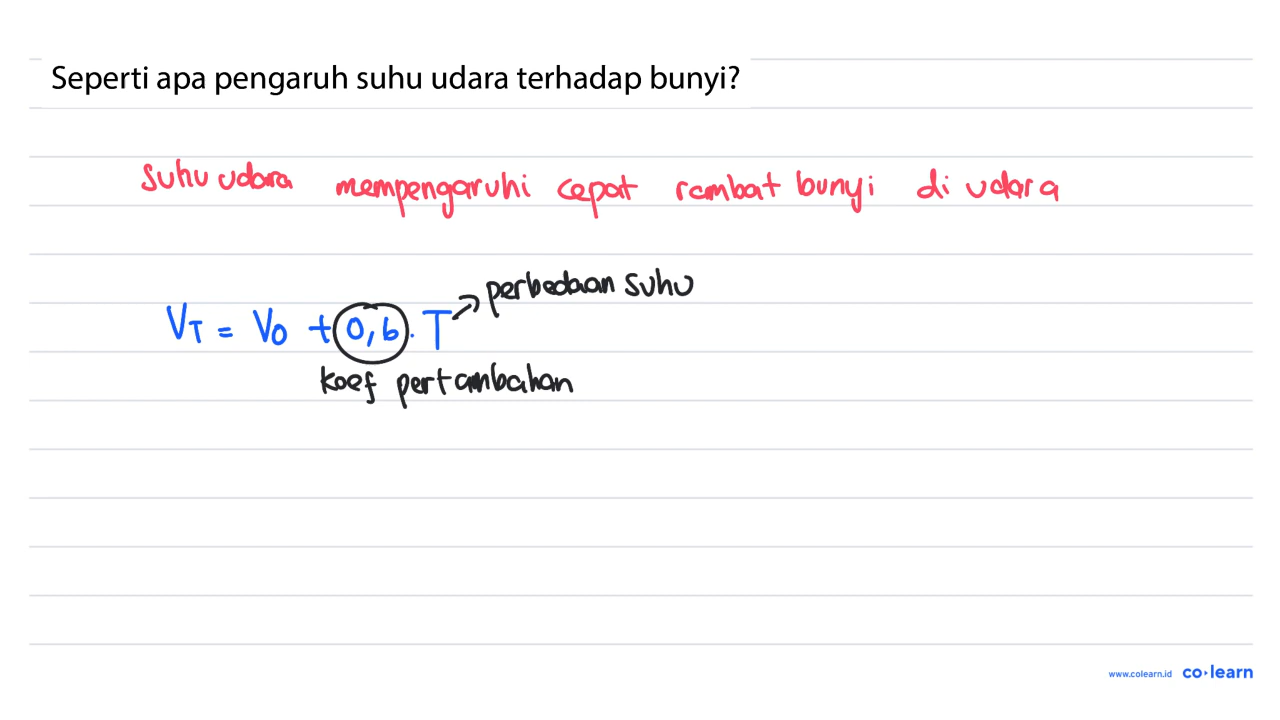 Seperti apa pengaruh suhu udara terhadap bunyi?
suhu udara mempengaruhi cepat rambat bunyi di udara
perbedaan suhu
VT = V0 + 0,6 . T
koef pertambahan
www.colearn.id co learn